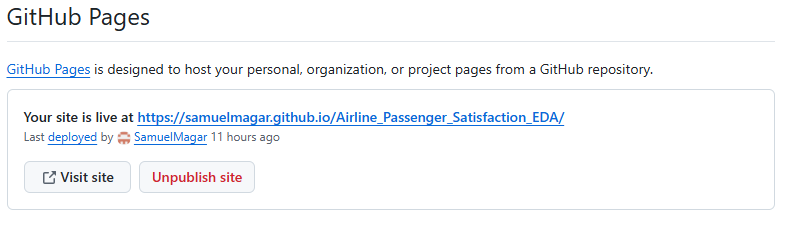 GitHub Pages
GitHub Pages is designed to host your personal, organization, or project pages from a GitHub repository.
Your site is live at https://samuelmagar.github.io/Airline_Passenger_Satisfaction_EDA/
Last deployed by SamuelMagar 11 hours ago
Visit site Unpublish site